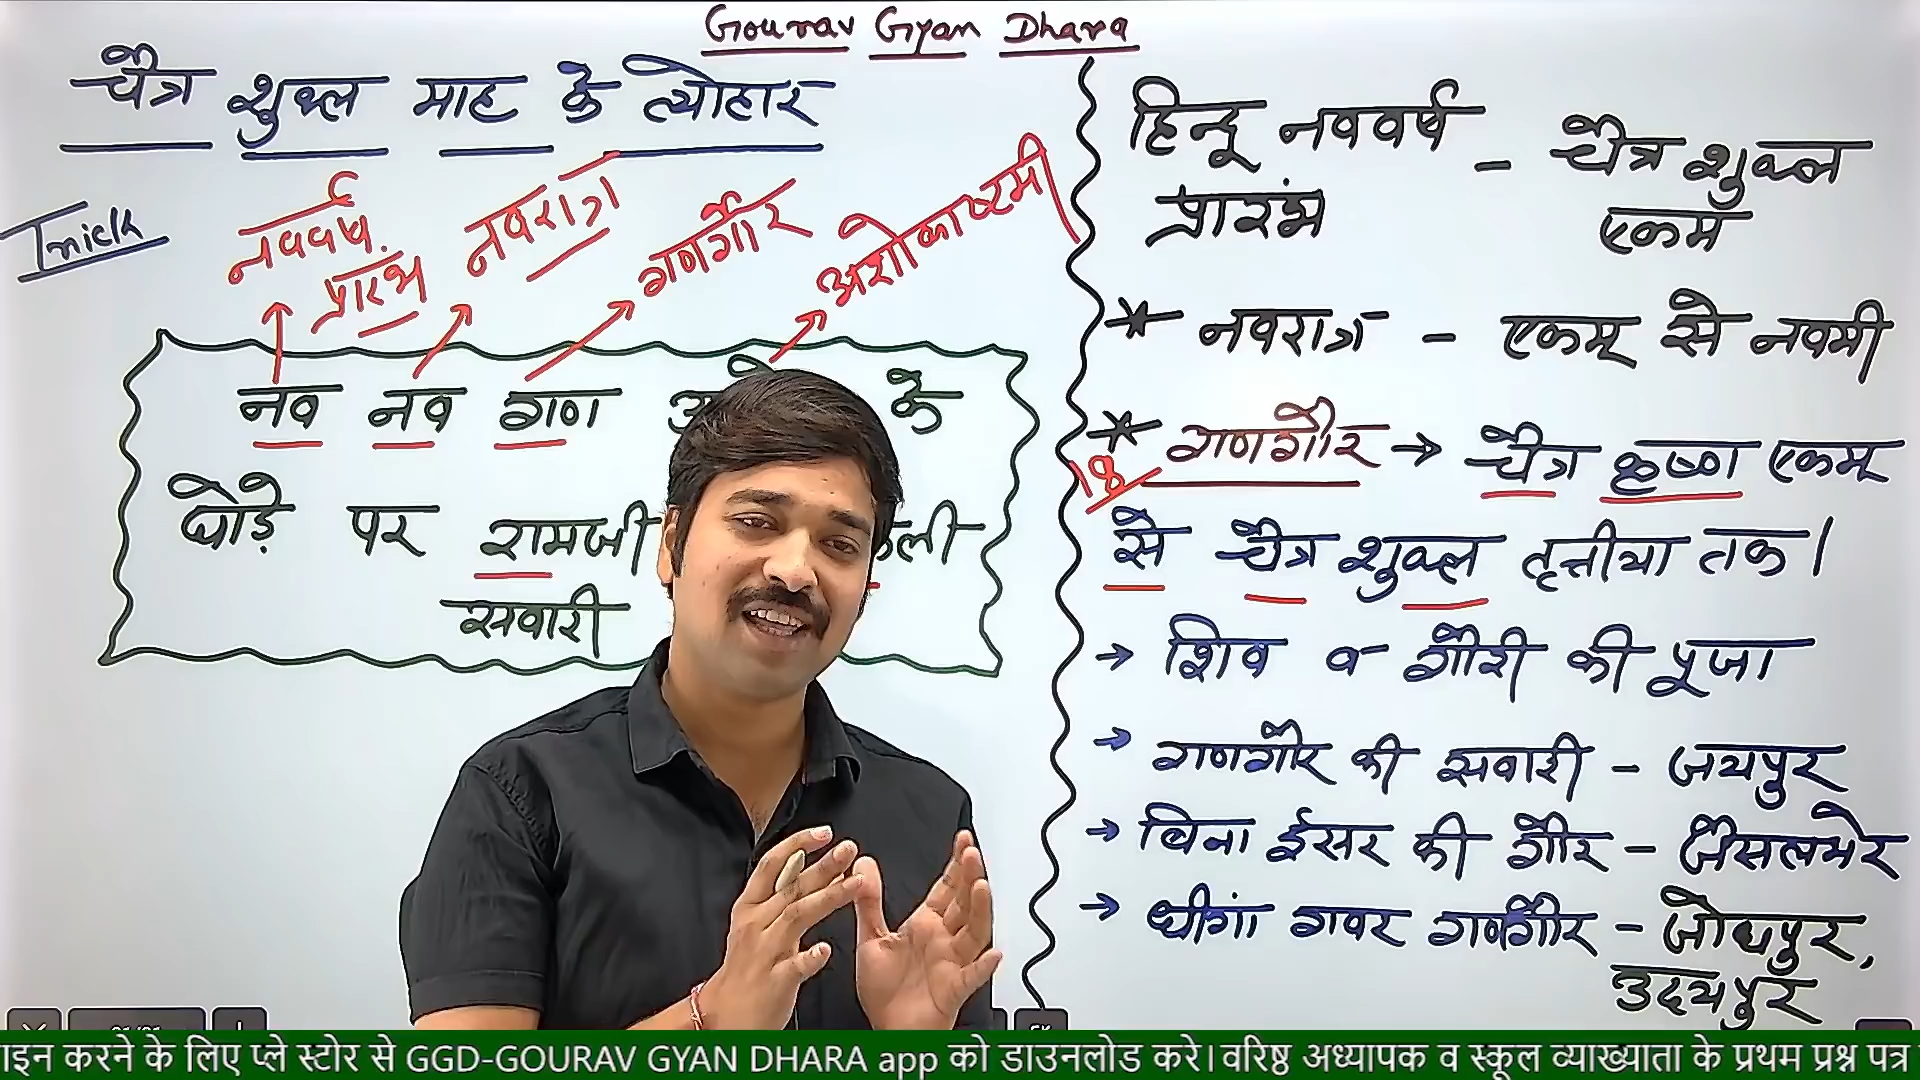 Gourav Gyan Dhara
चैत्र शुक्ल माह के त्योहार
Trick
नववर्ष प्रारंभ
नवरात्र
गणगौर
अशोकाष्टमी
नव नव गण के
घोड़े पर रामजी
सवारी
हिन्दू नववर्ष - चैत्र शुक्ल
प्रारंभ एकम
* नवरात्र - एकम् से नवमी
* गणगौर → चैत्र कृष्ण एकम्
18
से चैत्र शुक्ल तृतीया तक।
→ शिव व गौरी की पूजा
→ गणगौर की सवारी - जयपुर
→ बिना ईसर की गौर - जैसलमेर
→ धींगा गवर गणगौर - जोधपुर,
उदयपुर
इन करने के लिए प्ले स्टोर से GGD-GOURAV GYAN DHARA app को डाउनलोड करे।वरिष्ठ अध्यापक व स्कूल व्याख्याता के प्रथम प्रश्न पत्र